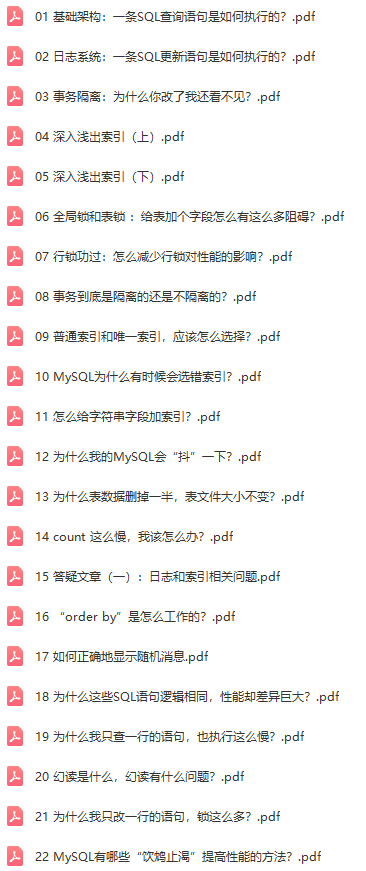 01 基础架构：一条SQL查询语句是如何执行的？.pdf
02 日志系统：一条SQL更新语句是如何执行的？.pdf
03 事务隔离：为什么你改了我还看不见？.pdf
04 深入浅出索引（上）.pdf
05 深入浅出索引（下）.pdf
06 全局锁和表锁 ：给表加个字段怎么有这么多阻碍？.pdf
07 行锁功过：怎么减少行锁对性能的影响？.pdf
08 事务到底是隔离的还是不隔离的？.pdf
09 普通索引和唯一索引，应该怎么选择？.pdf
10 MySQL为什么有时候会选错索引？.pdf
11 怎么给字符串字段加索引？.pdf
12 为什么我的MySQL会“抖”一下？.pdf
13 为什么表数据删掉一半，表文件大小不变？.pdf
14 count 这么慢，我该怎么办？.pdf
15 答疑文章（一）：日志和索引相关问题.pdf
16 “order by”是怎么工作的？.pdf
17 如何正确地显示随机消息.pdf
18 为什么这些SQL语句逻辑相同，性能却差异巨大？.pdf
19 为什么我只查一行的语句，也执行这么慢？.pdf
20 幻读是什么，幻读有什么问题？.pdf
21 为什么我只改一行的语句，锁这么多？.pdf
22 MySQL有哪些“饮鸩止渴”提高性能的方法？.pdf